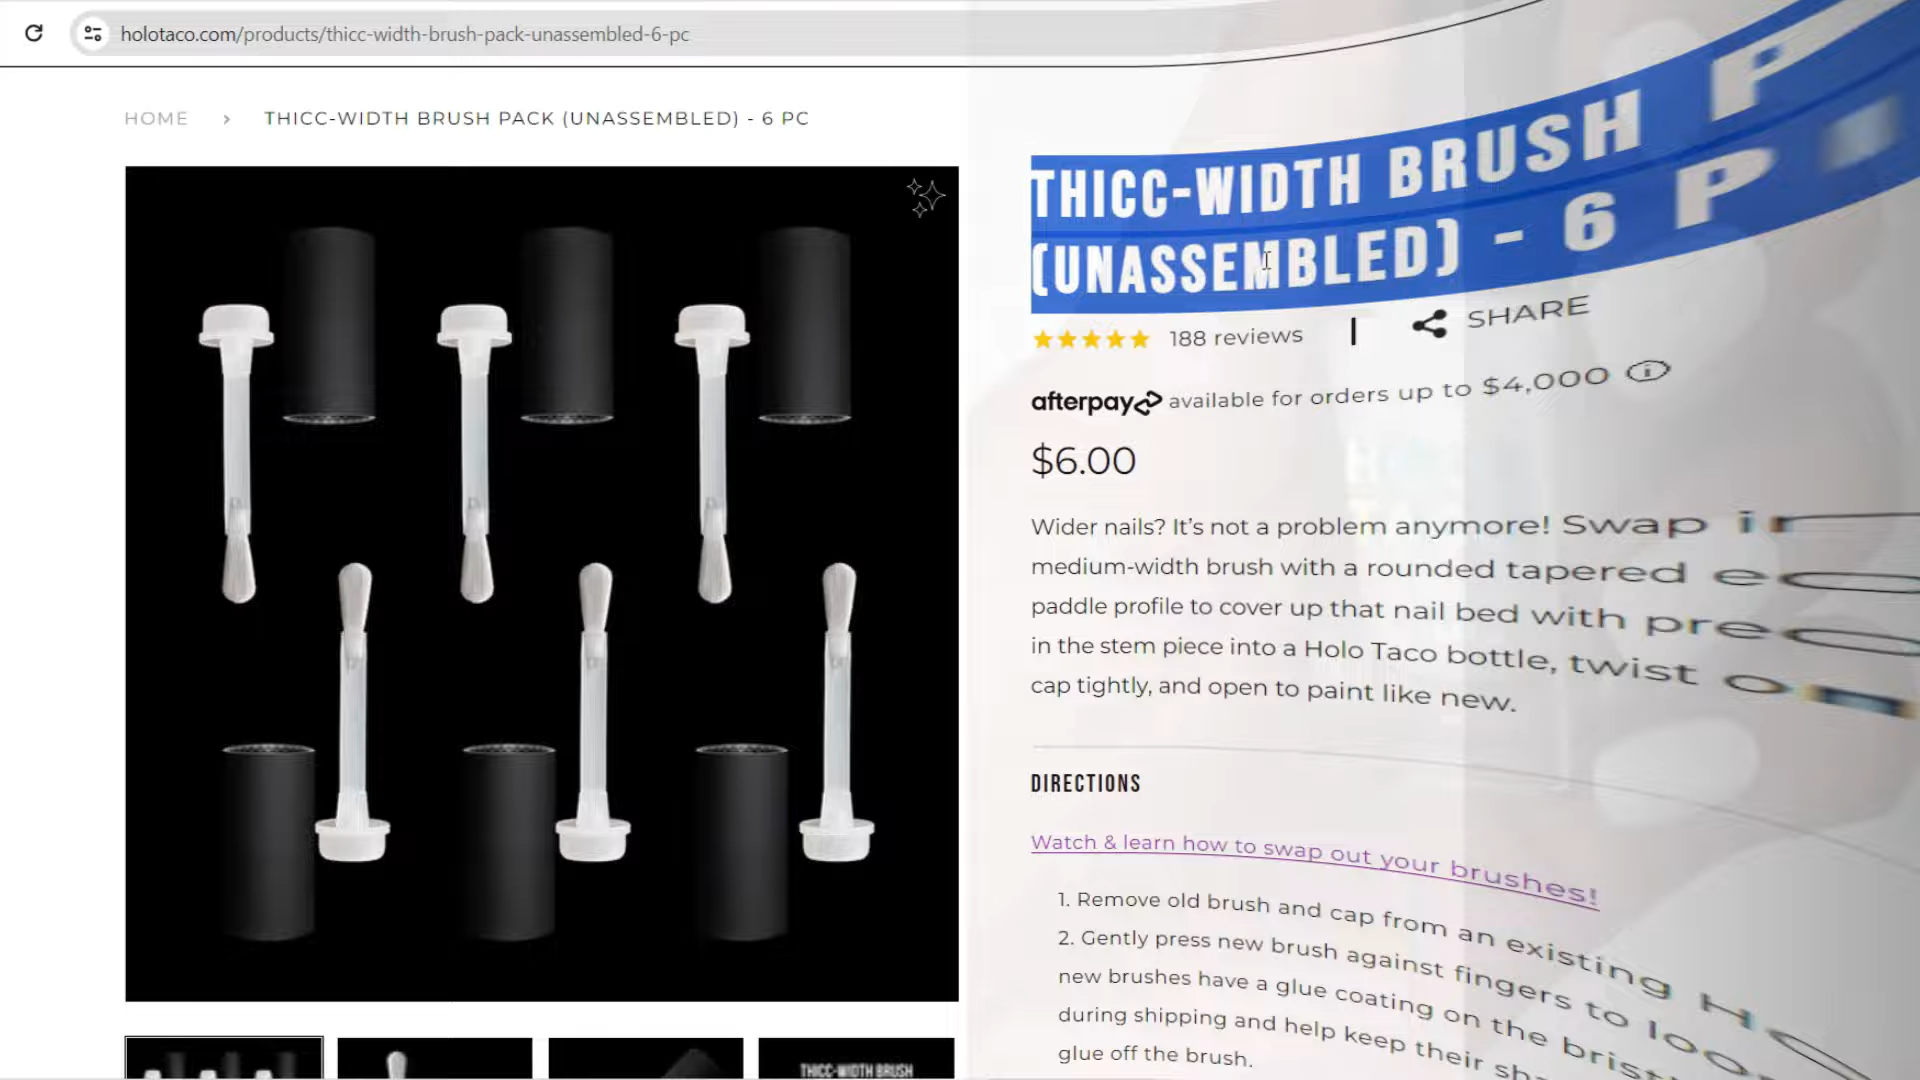 holotaco.com/products/thicc-width-brush-pack-unassembled-6-pc
HOME > THICC-WIDTH BRUSH PACK (UNASSEMBLED) - 6 PC
THICC-WIDTH BRUSH
(UNASSEMBLED) - 6 P
188 reviews | SHARE
afterpay available for orders up to $4,000
$6.00
Wider nails? It's not a problem anymore! Swap in
medium-width brush with a rounded tapered
paddle profile to cover up that nail bed with
in the stem piece into a Holo Taco bottle, twist on
cap tightly, and open to paint like new.
DIRECTIONS
Watch & learn how to swap out your brushes!
1. Remove old brush and cap from an existing
2. Gently press new brush against fingers to
new brushes have a glue coating on the
during shipping and help keep their
glue off the brush.
THICC-WIDTH BRUSH